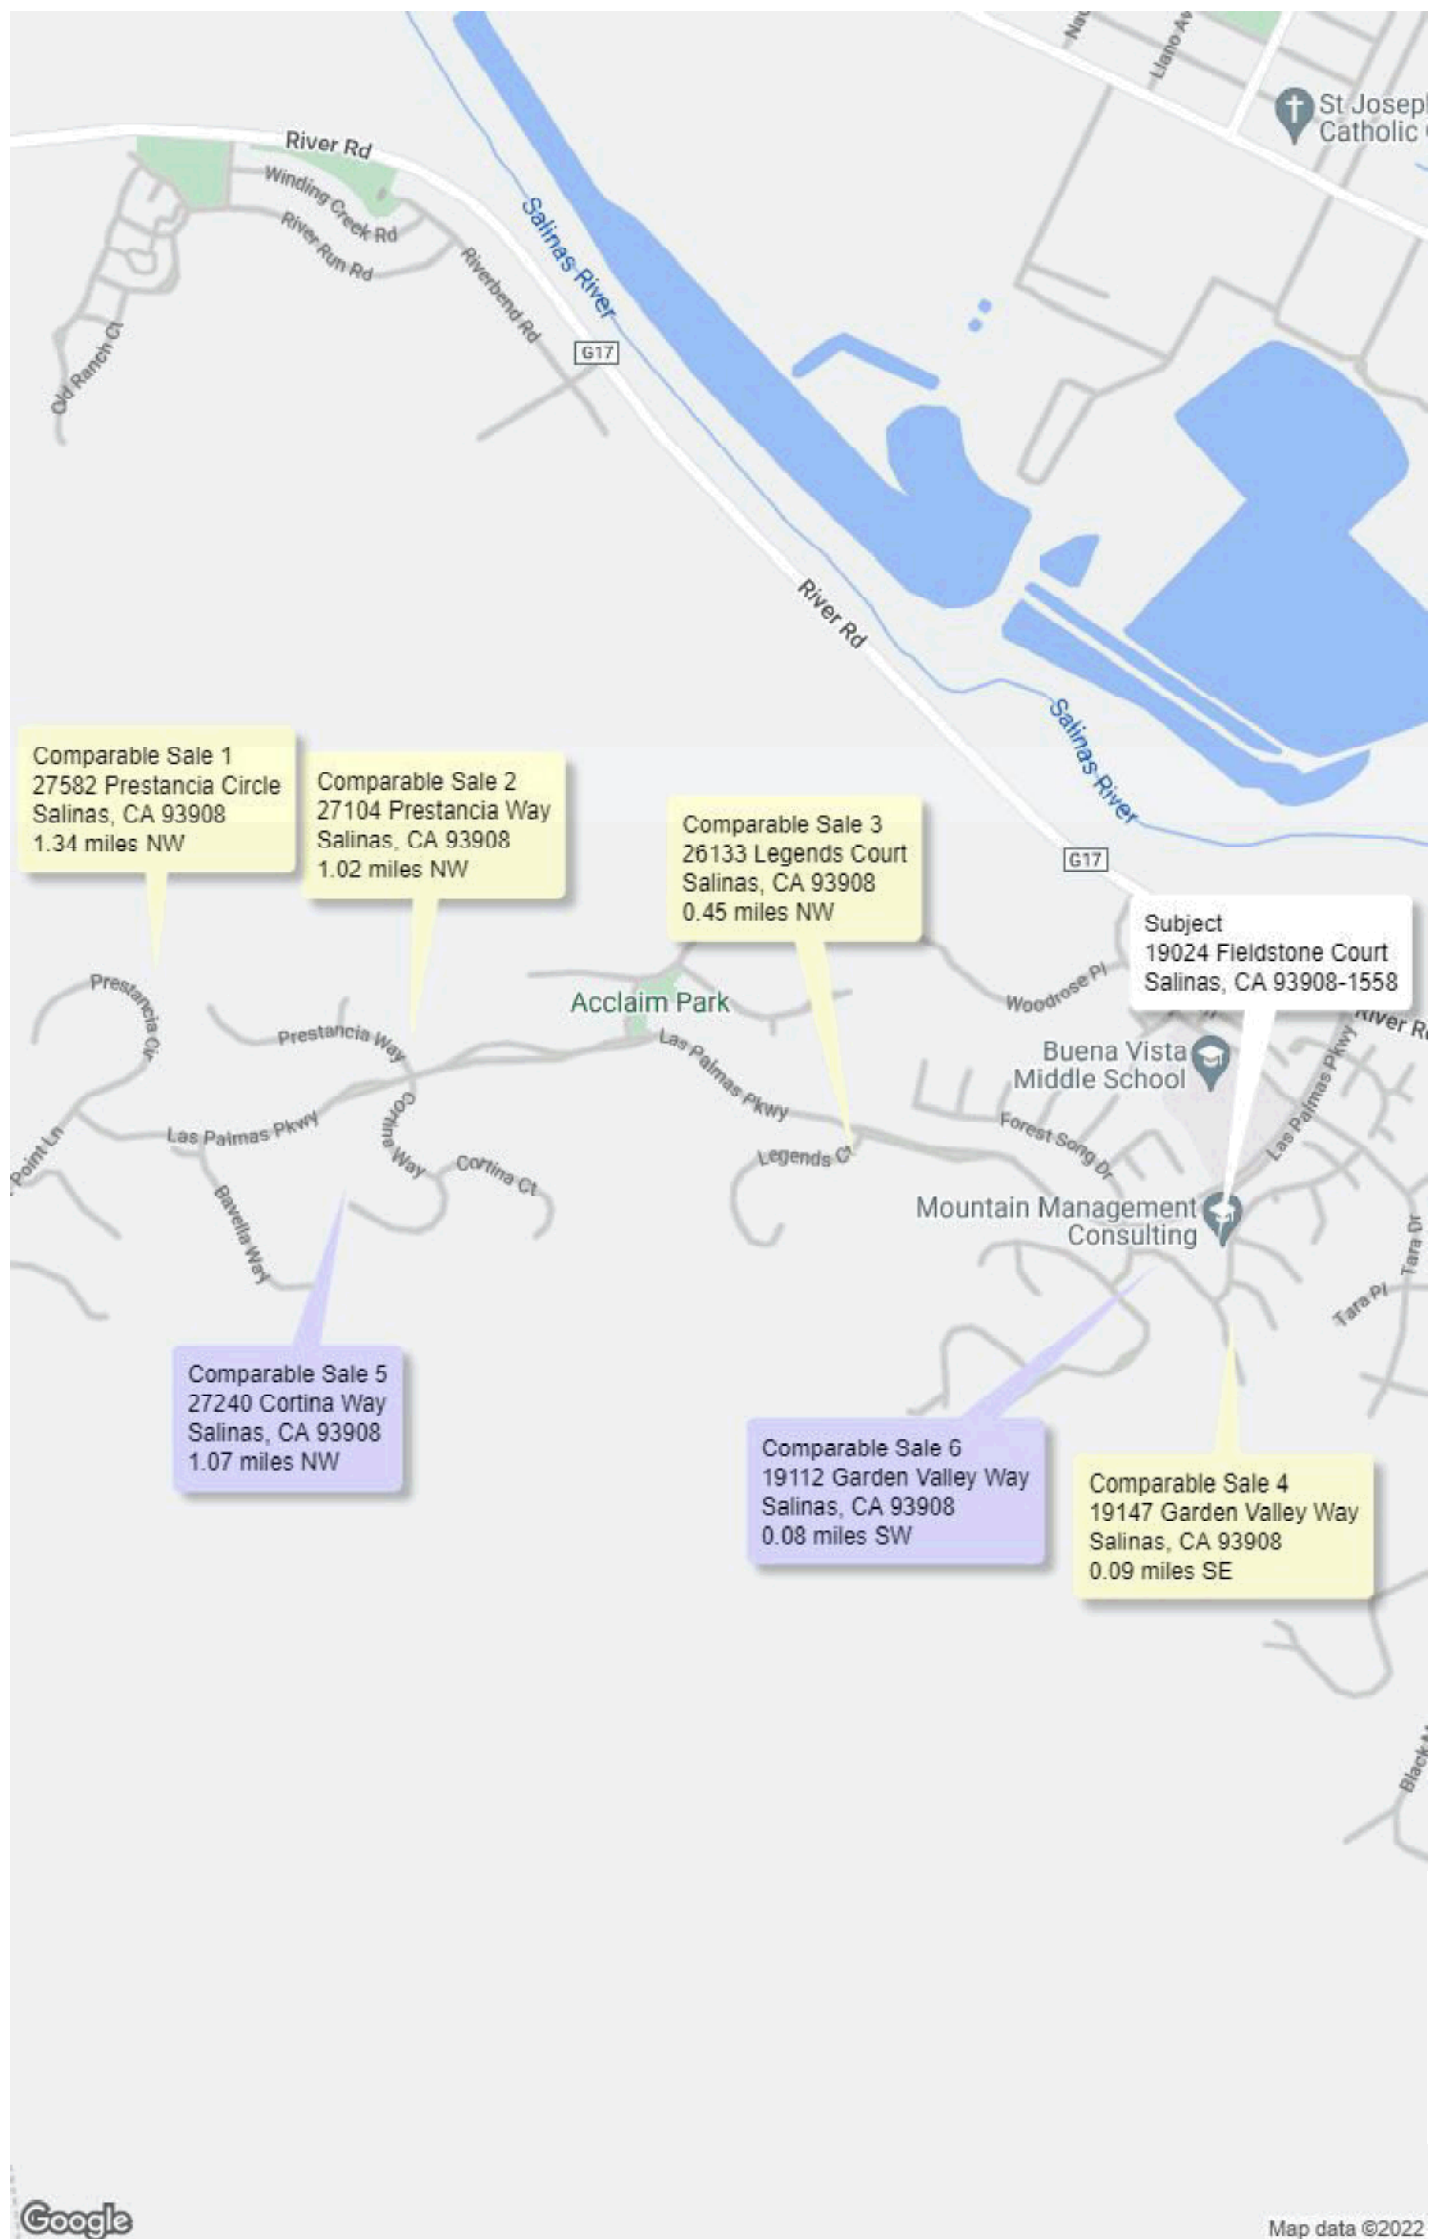 Nac
Llano Av
St Josepl
Catholic
River Rd
Winding Creek Rd
River Run Rd
Riverbend Rd
Old Ranch Ct
Salinas River
G17
River Rd
Salinas River
G17
Comparable Sale 1
27582 Prestancia Circle
Salinas, CA 93908
1.34 miles NW
Comparable Sale 2
27104 Prestancia Way
Salinas, CA 93908
1.02 miles NW
Comparable Sale 3
26133 Legends Court
Salinas, CA 93908
0.45 miles NW
Subject
19024 Fieldstone Court
Salinas, CA 93908-1558
Prestancia Cir
Prestancia Way
Acclaim Park
Woodrose Pl
River R
Buena Vista
Middle School
Las Palmas Pkwy
Las Palmas Pkwy
Forest Song Dr
Legends Ct
Las Palmas Pkwy
Cortina Way
Cortina Ct
Point Ln
Bavella Way
Mountain Management
Consulting
Tara Dr
Tara Pl
Comparable Sale 5
27240 Cortina Way
Salinas, CA 93908
1.07 miles NW
Comparable Sale 6
19112 Garden Valley Way
Salinas, CA 93908
0.08 miles SW
Comparable Sale 4
19147 Garden Valley Way
Salinas, CA 93908
0.09 miles SE
Black
Google
Map data ©2022